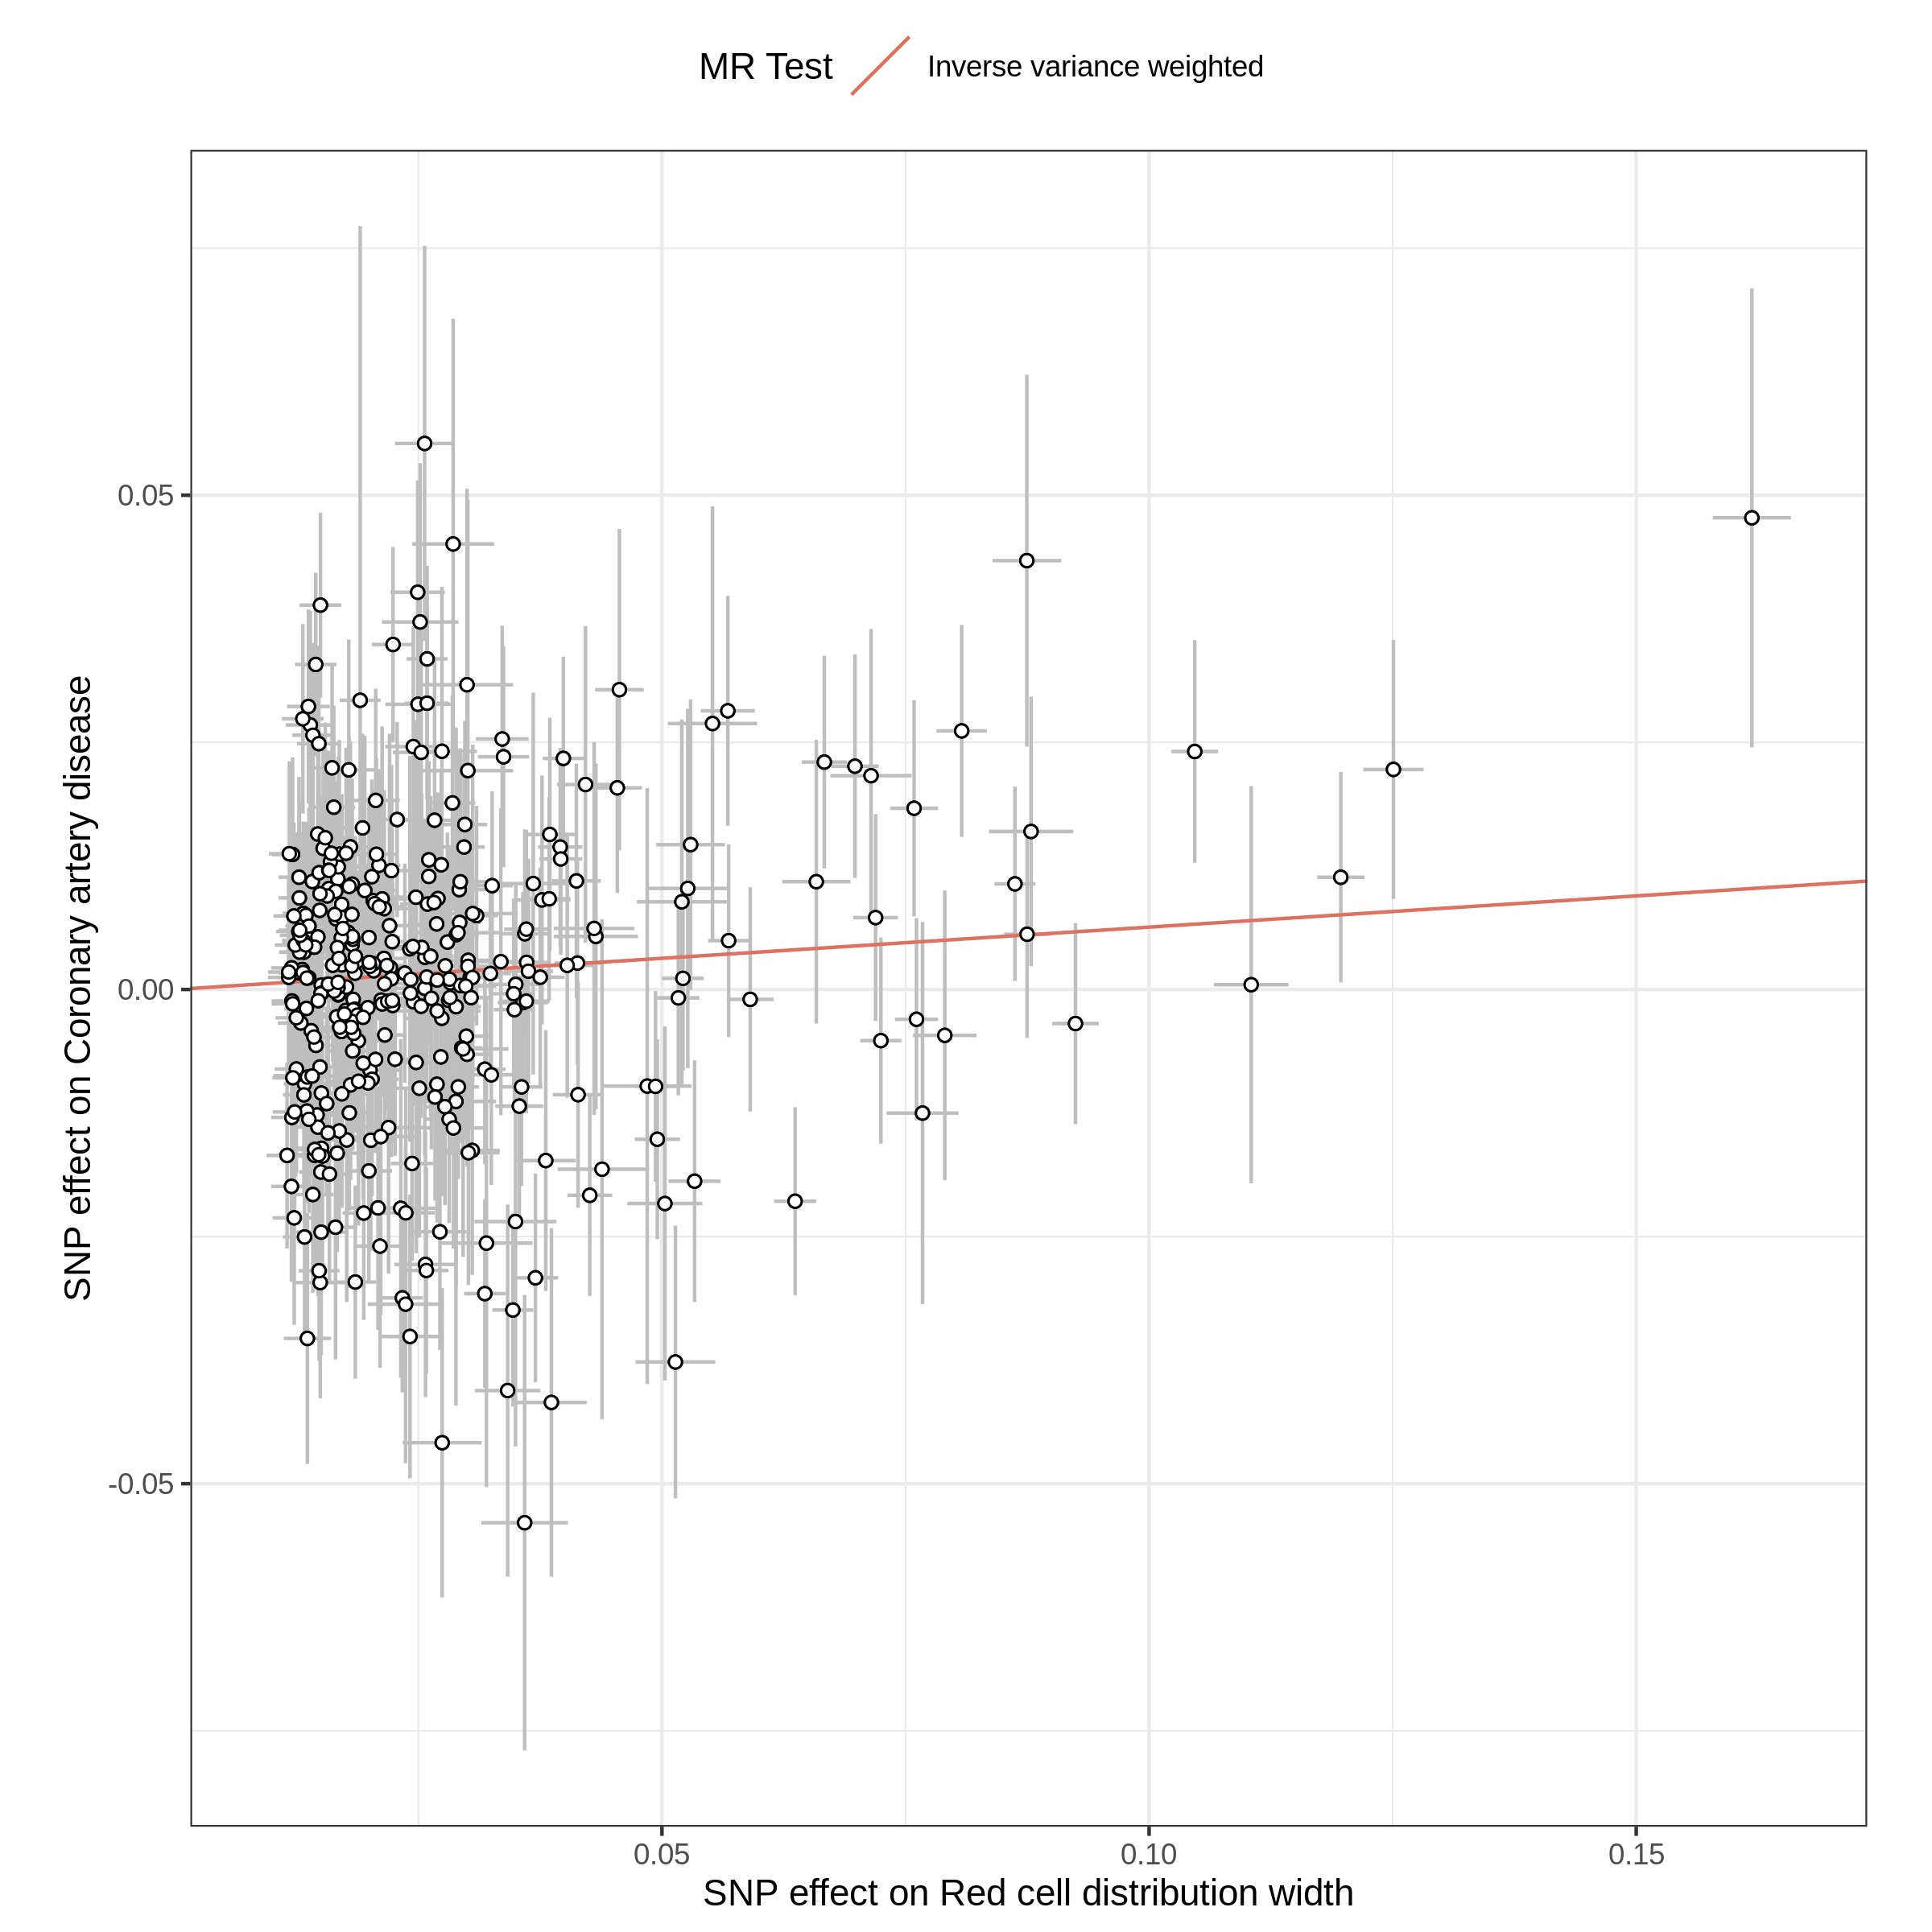 MR Test
Inverse variance weighted
SNP effect on Coronary artery disease
0.05
0.00
-0.05
0.05
0.10
0.15
SNP effect on Red cell distribution width